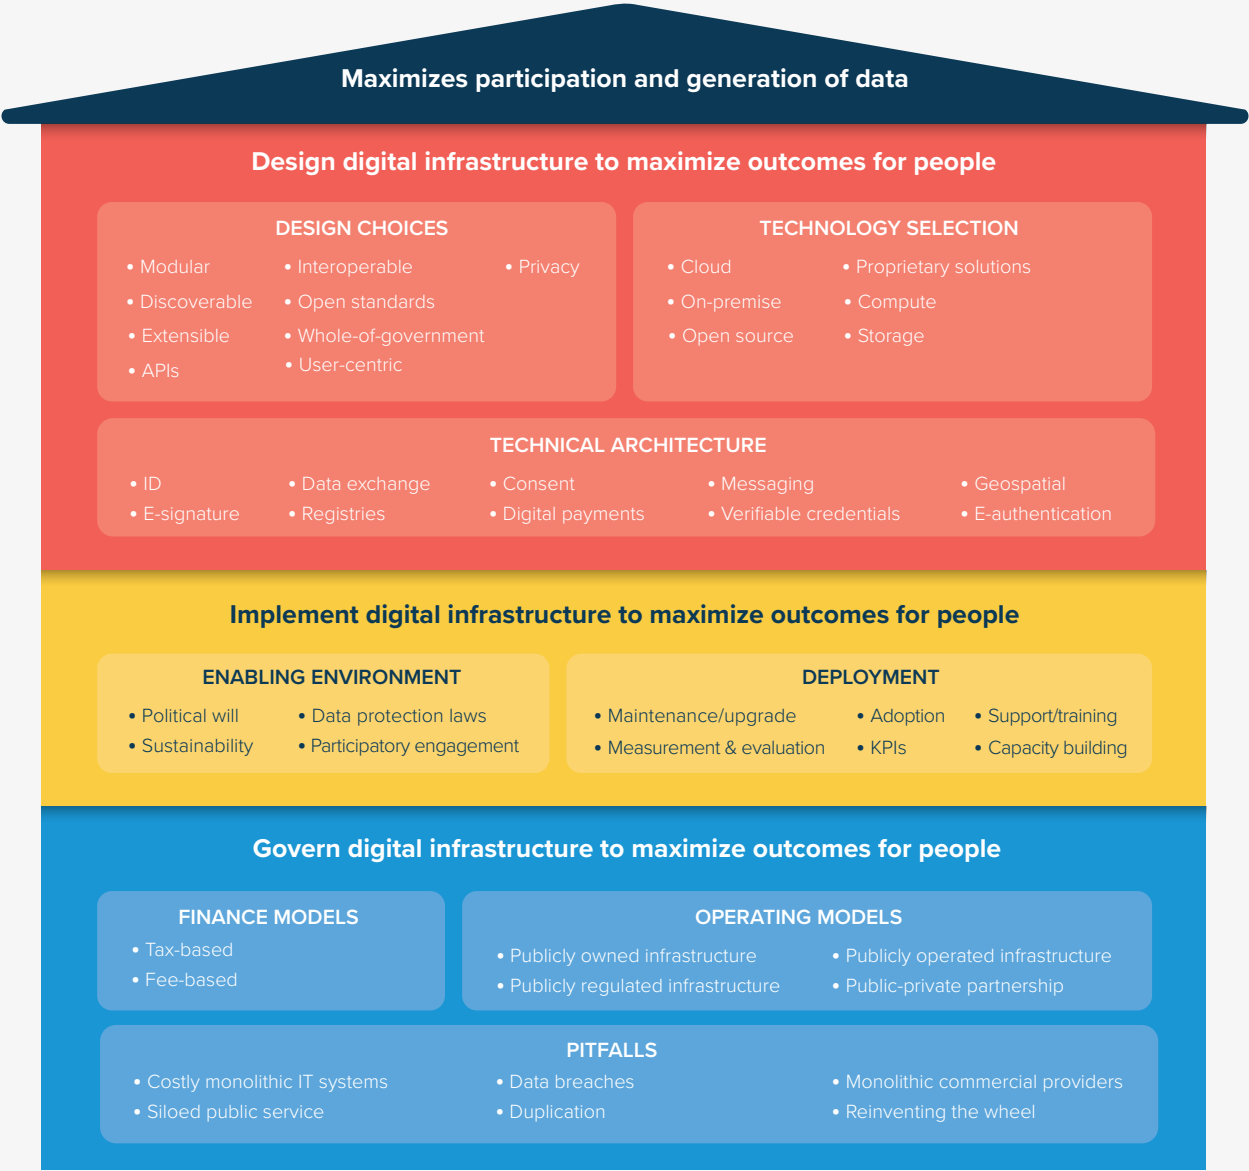 Maximizes participation and generation of data
Design digital infrastructure to maximize outcomes for people
DESIGN CHOICES
• Modular
• Discoverable
• Extensible
• APIs
• Interoperable
• Open standards
• Whole-of-government
• User-centric
• Privacy
TECHNOLOGY SELECTION
• Cloud
• On-premise
• Open source
• Proprietary solutions
• Compute
• Storage
TECHNICAL ARCHITECTURE
• ID
• E-signature
• Data exchange
• Registries
• Consent
• Digital payments
• Messaging
• Verifiable credentials
• Geospatial
• E-authentication
Implement digital infrastructure to maximize outcomes for people
ENABLING ENVIRONMENT
• Political will
• Sustainability
• Data protection laws
• Participatory engagement
DEPLOYMENT
• Maintenance/upgrade
• Measurement & evaluation
• Adoption
• KPIs
• Support/training
• Capacity building
Govern digital infrastructure to maximize outcomes for people
FINANCE MODELS
• Tax-based
• Fee-based
OPERATING MODELS
• Publicly owned infrastructure
• Publicly regulated infrastructure
• Publicly operated infrastructure
• Public-private partnership
PITFALLS
• Costly monolithic IT systems
• Siloed public service
• Data breaches
• Duplication
• Monolithic commercial providers
• Reinventing the wheel